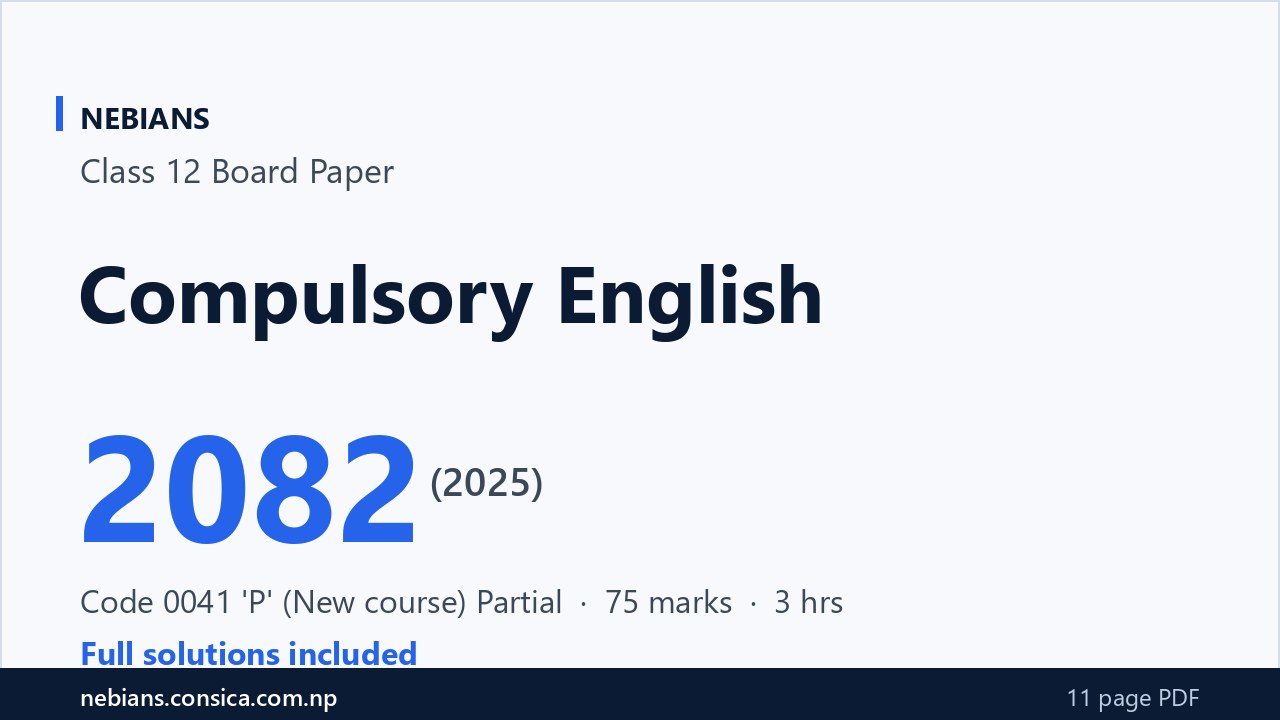 NEBIANS
Class 12 Board Paper
Compulsory English
2082 (2025)
Code 0041 'P' (New course) Partial · 75 marks · 3 hrs
Full solutions included
nebians.consica.com.np
11 page PDF